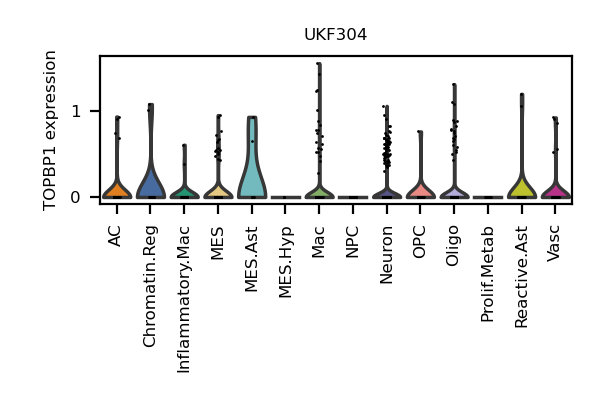 UKF304
TOPBP1 expression
1
0
AC
Chromatin.Reg
Inflammatory.Mac
MES
MES.Ast
MES.Hyp
Mac
NPC
Neuron
OPC
Oligo
Prolif.Metab
Reactive.Ast
Vasc